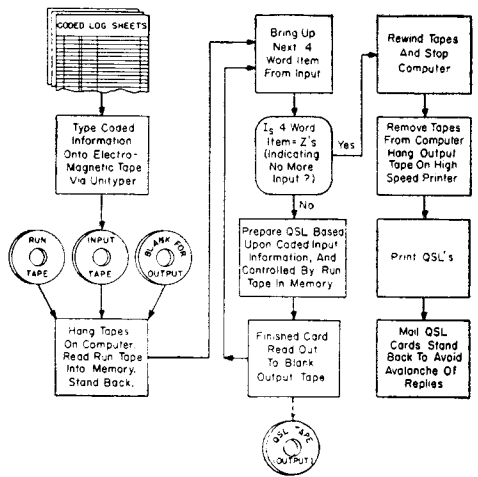 CODED LOG SHEETS
Type Coded
Information
Onto Electro-
Magnetic Tape
Via Unityper
RUN
TAPE
INPUT
TAPE
BLANK FOR
OUTPUT
Hang Tapes
On Computer.
Read Run Tape
Into Memory.
Stand Back.
Bring Up
Next 4
Word Item
From Input
Is 4 Word
Item= Z's
(Indicating
No More
Input ?)
Yes
No
Prepare QSL Based
Upon Coded Input
Information, And
Controlled By Run
Tape In Memory
Finished Card
Read Out
To Blank
Output Tape
QSL TAPE
(OUTPUT)
Rewind Tapes
And Stop
Computer
Remove Tapes
From Computer
Hang Output
Tape On High
Speed Printer
Print QSL's
Mail QSL
Cards Stand
Back To Avoid
Avalanche Of
Replies